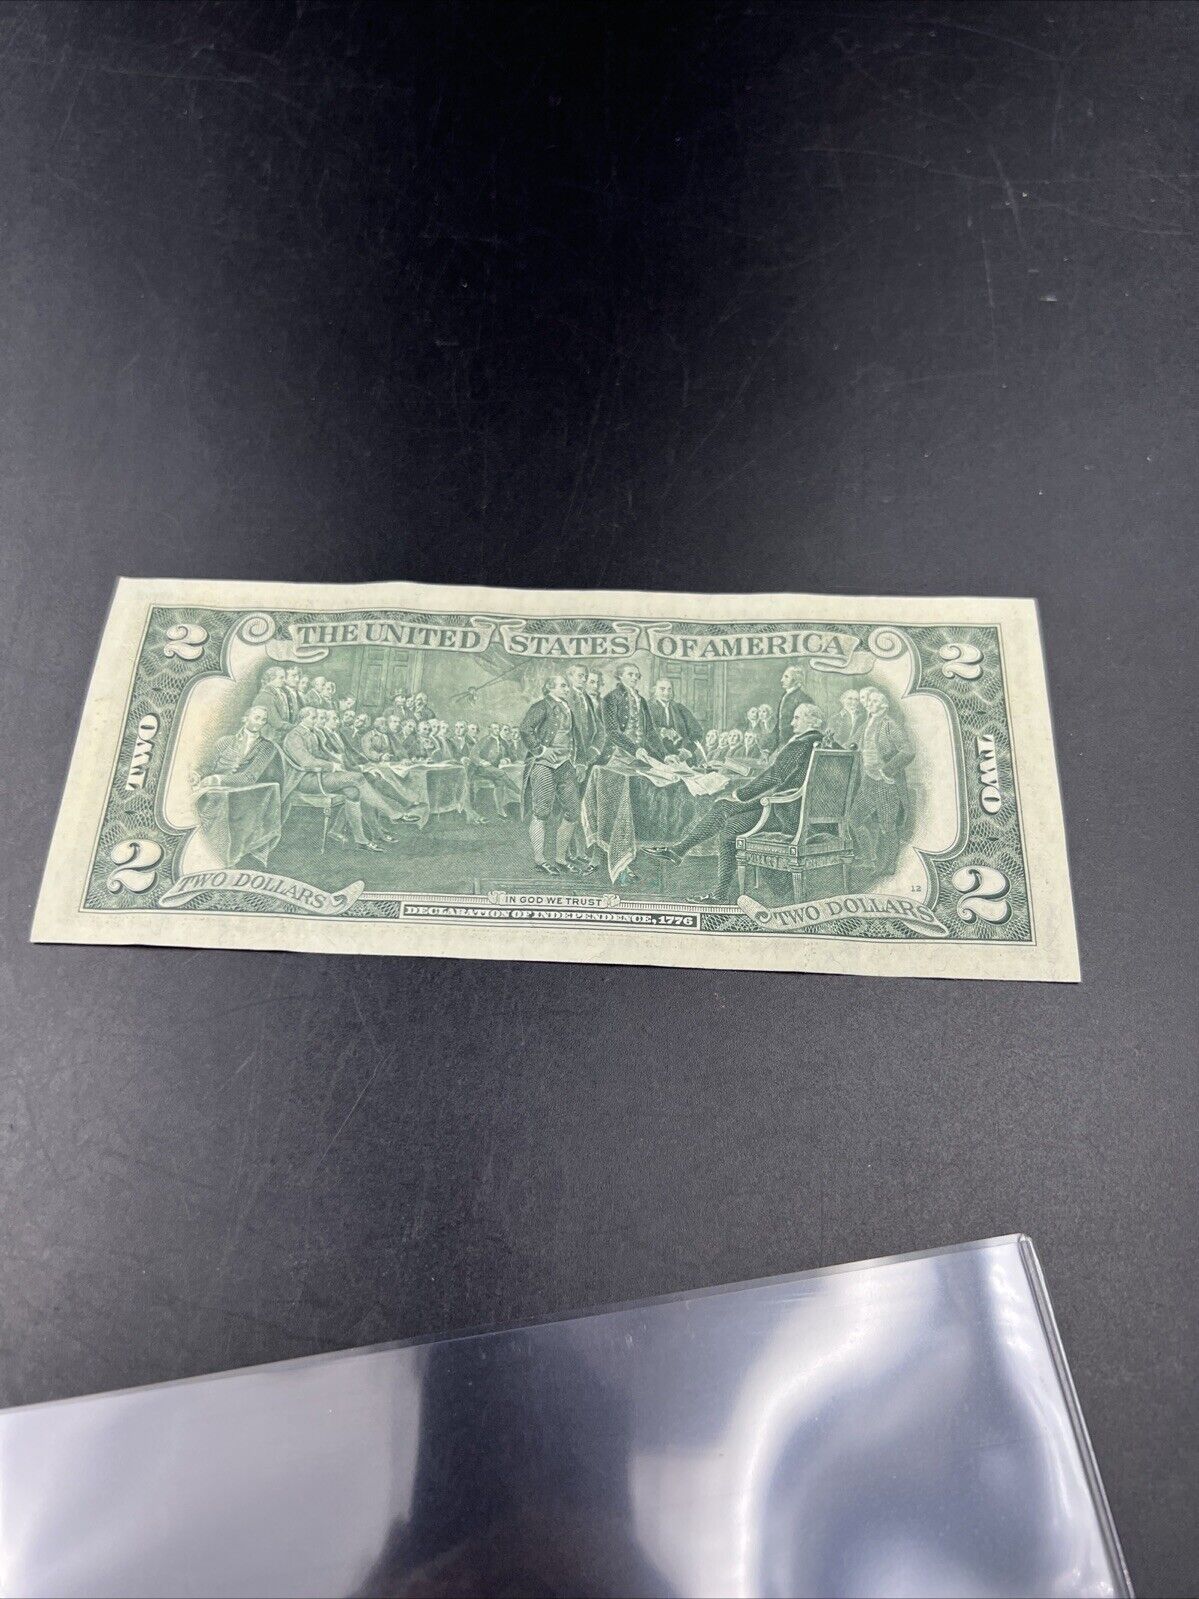 2 THE UNITED STATES OF AMERICA 2
TWO
TWO
2 TWO DOLLARS
IN GOD WE TRUST
DECLARATION OF INDEPENDENCE, 1776
12
TWO DOLLARS 2